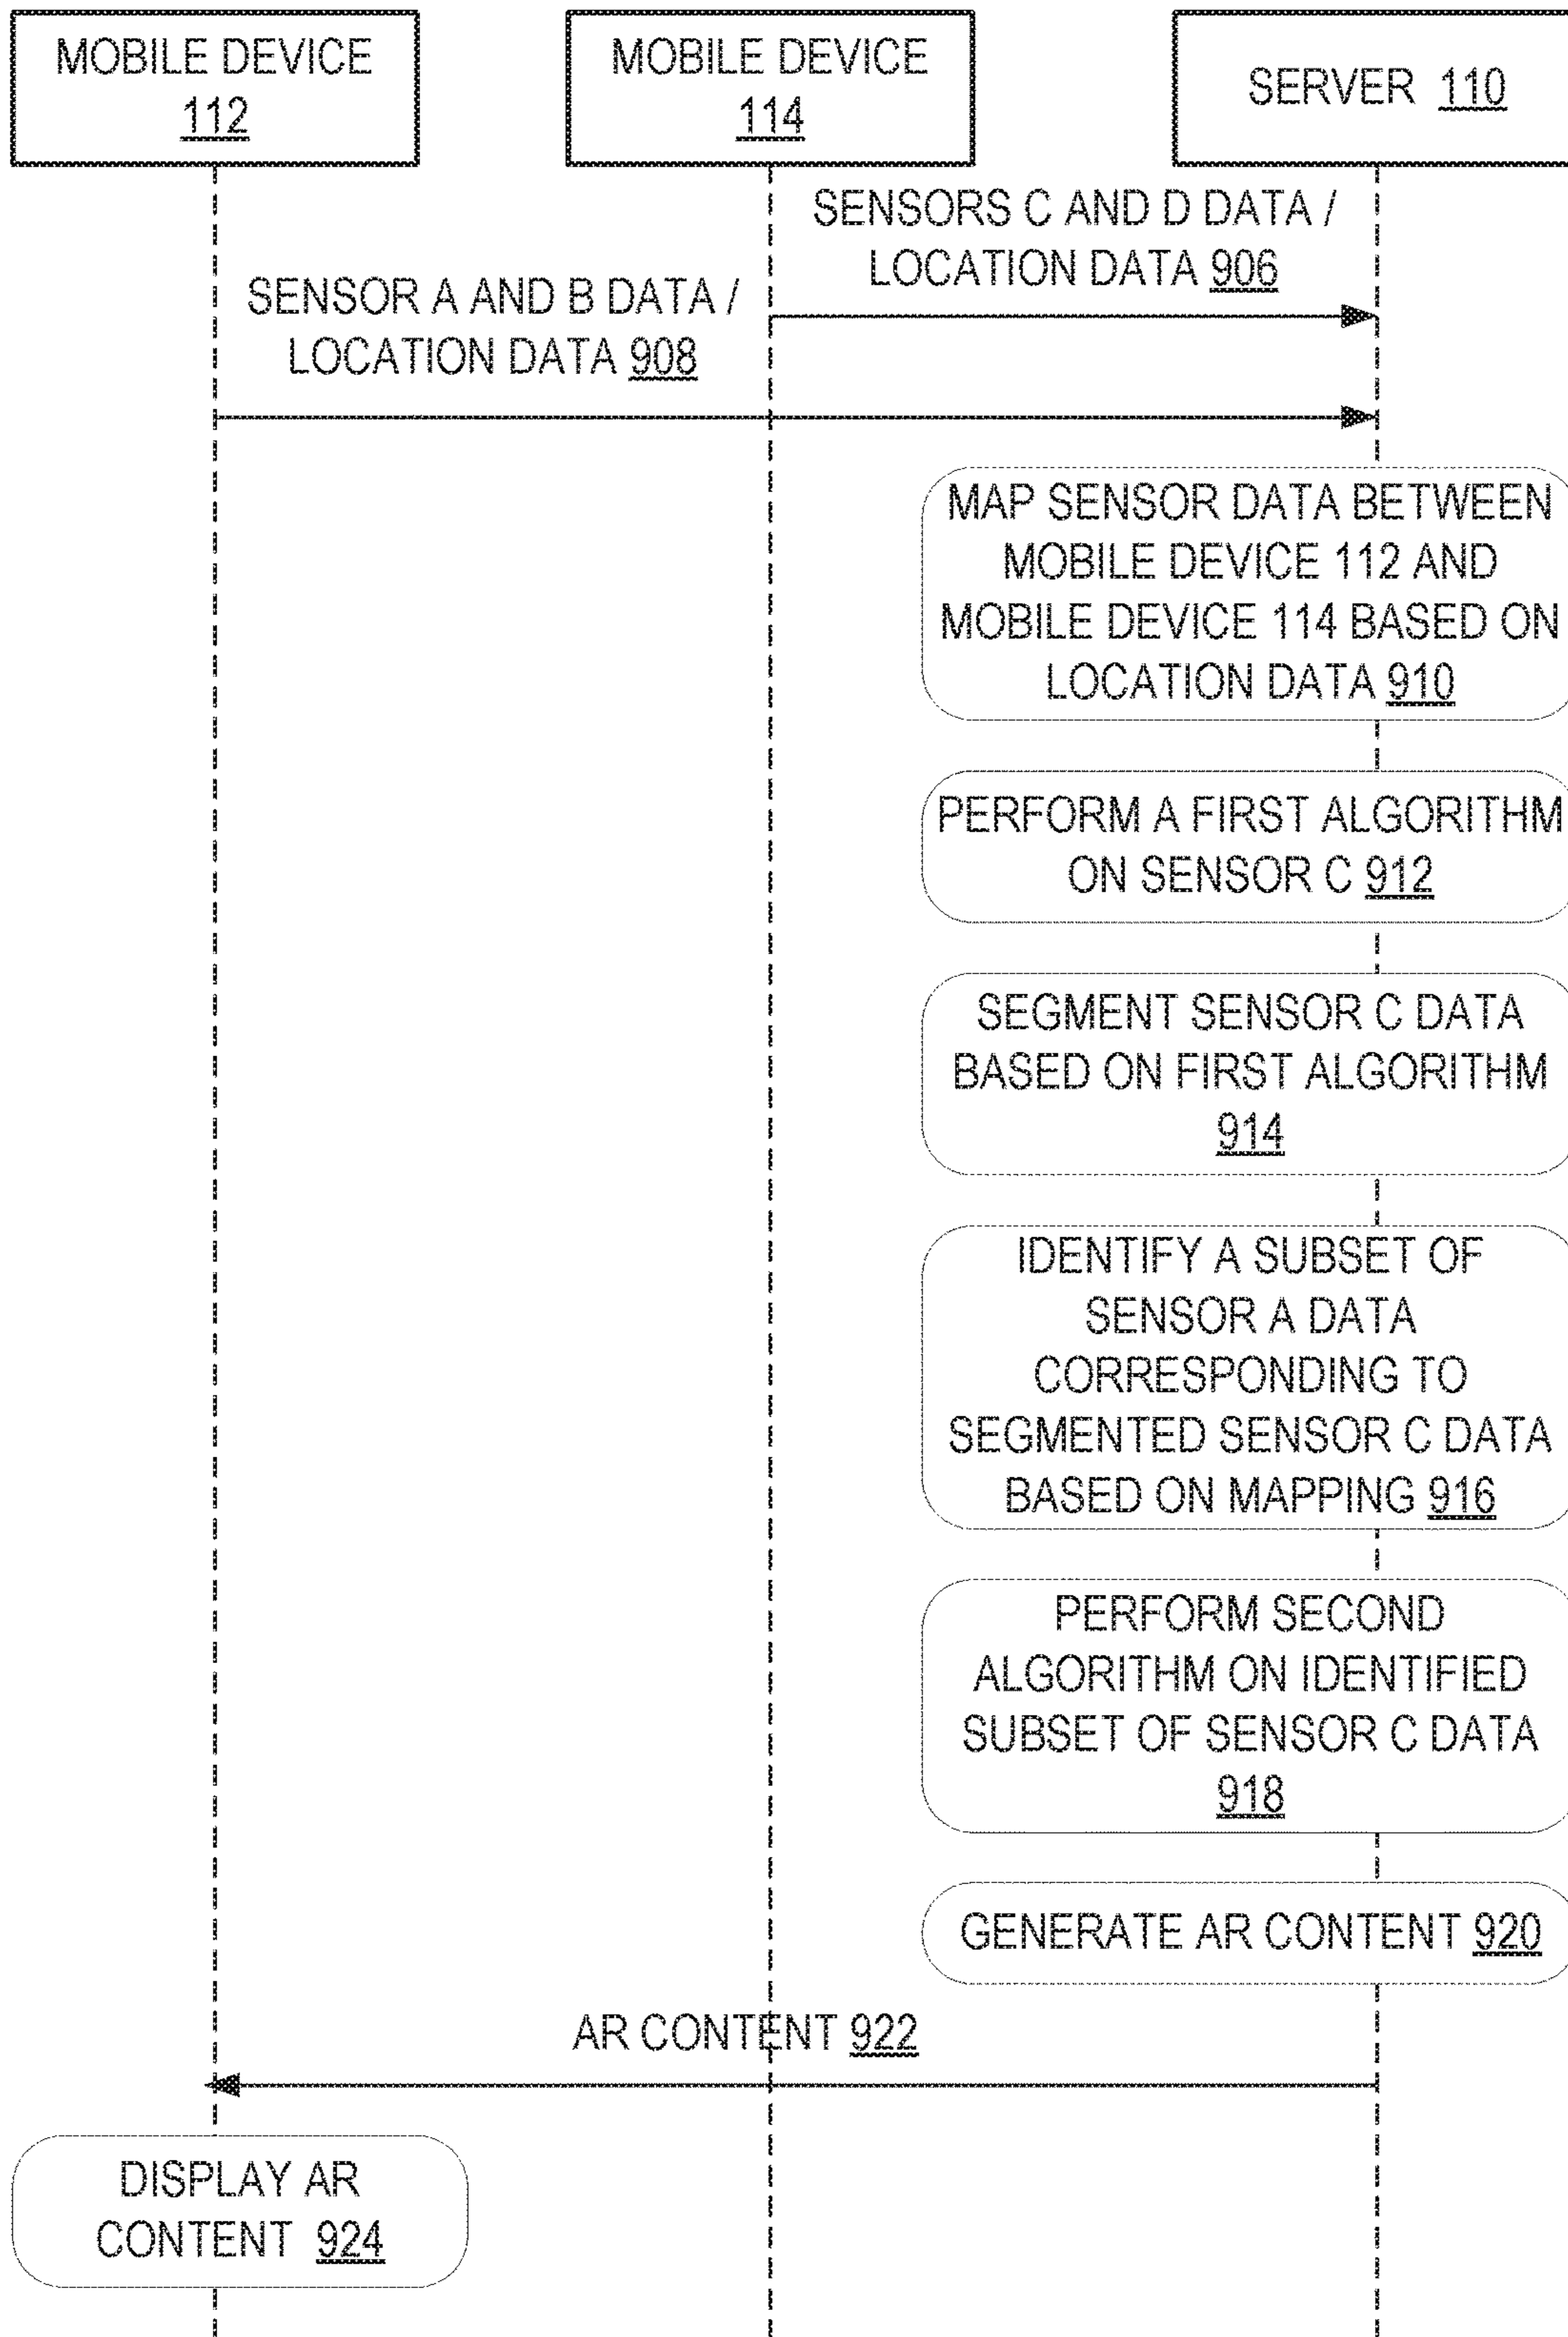 MOBILE DEVICE
112
MOBILE DEVICE
114
SERVER 110
SENSORS C AND D DATA /
LOCATION DATA 906
SENSOR A AND B DATA /
LOCATION DATA 908
MAP SENSOR DATA BETWEEN
MOBILE DEVICE 112 AND
MOBILE DEVICE 114 BASED ON
LOCATION DATA 910
PERFORM A FIRST ALGORITHM
ON SENSOR C 912
SEGMENT SENSOR C DATA
BASED ON FIRST ALGORITHM
914
IDENTIFY A SUBSET OF
SENSOR A DATA
CORRESPONDING TO
SEGMENTED SENSOR C DATA
BASED ON MAPPING 916
PERFORM SECOND
ALGORITHM ON IDENTIFIED
SUBSET OF SENSOR C DATA
918
GENERATE AR CONTENT 920
AR CONTENT 922
DISPLAY AR
CONTENT 924